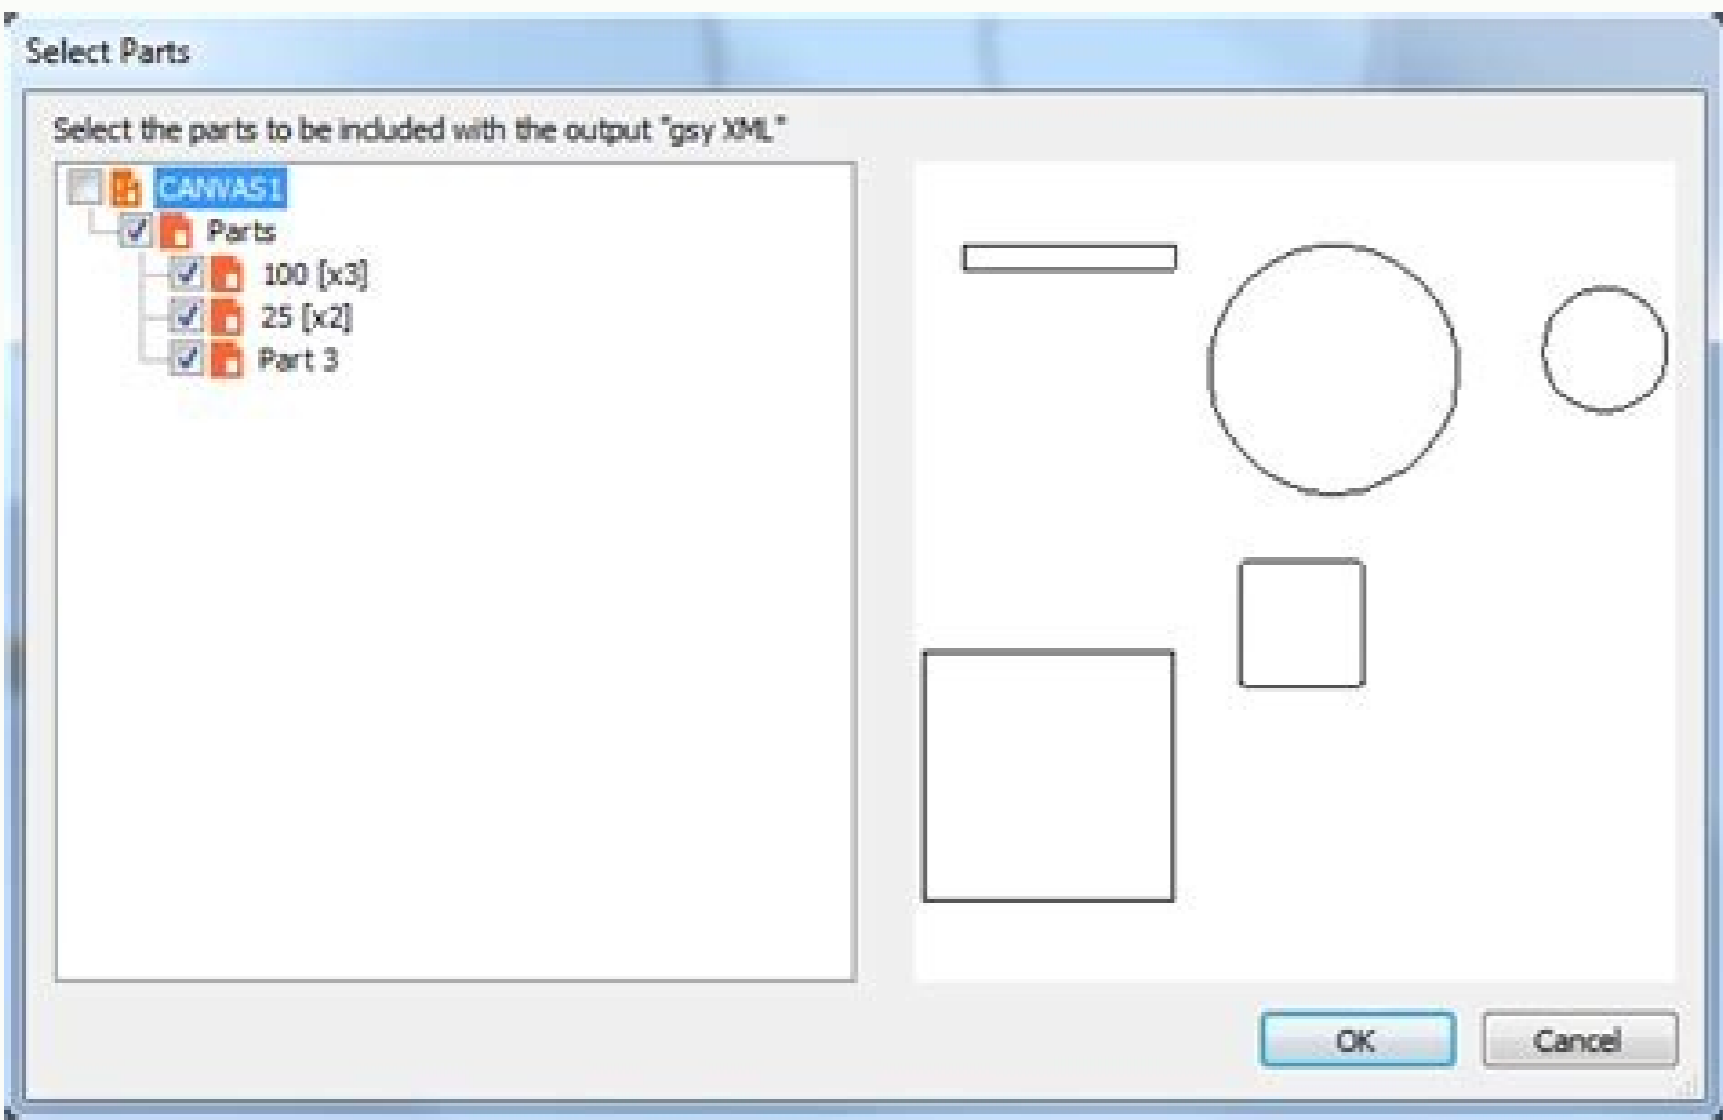 Select Parts
Select the parts to be included with the output "gsy XML"
CANVAS1
Parts
100 [x3]
25 [x2]
Part 3
OK
Cancel